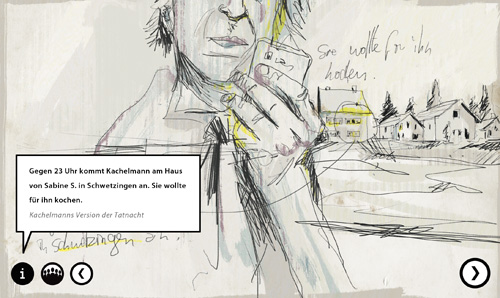 Sie wollte für ihn
kochen.
Gegen 23 Uhr kommt Kachelmann am Haus
von Sabine S. in Schwetzingen an. Sie wollte
für ihn kochen.
Kachelmanns Version der Tatnacht
in Schwetzingen an.
i